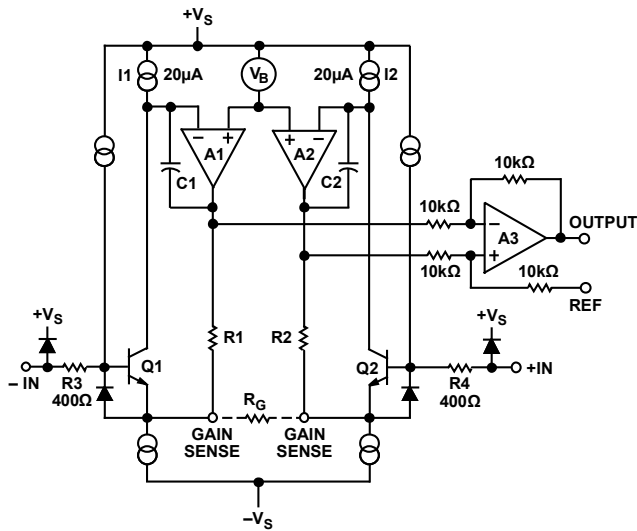 +VS
I1 20µA
VB
20µA I2
− +
A1
+ −
A2
C1
C2
10kΩ
10kΩ
−
A3
+
OUTPUT
10kΩ
10kΩ
REF
+VS
− IN
R3
400Ω
Q1
R1
R2
Q2
+VS
R4
400Ω
+IN
RG
GAIN
SENSE
GAIN
SENSE
−VS